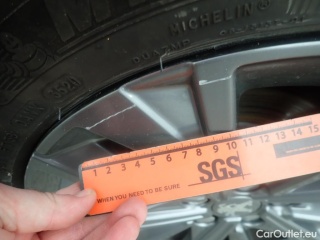 MICHELIN
1 2 3 4 5 6 7 8 9 10 11 12 13 14 15
SGS
WHEN YOU NEED TO BE SURE
CarOutlet.eu